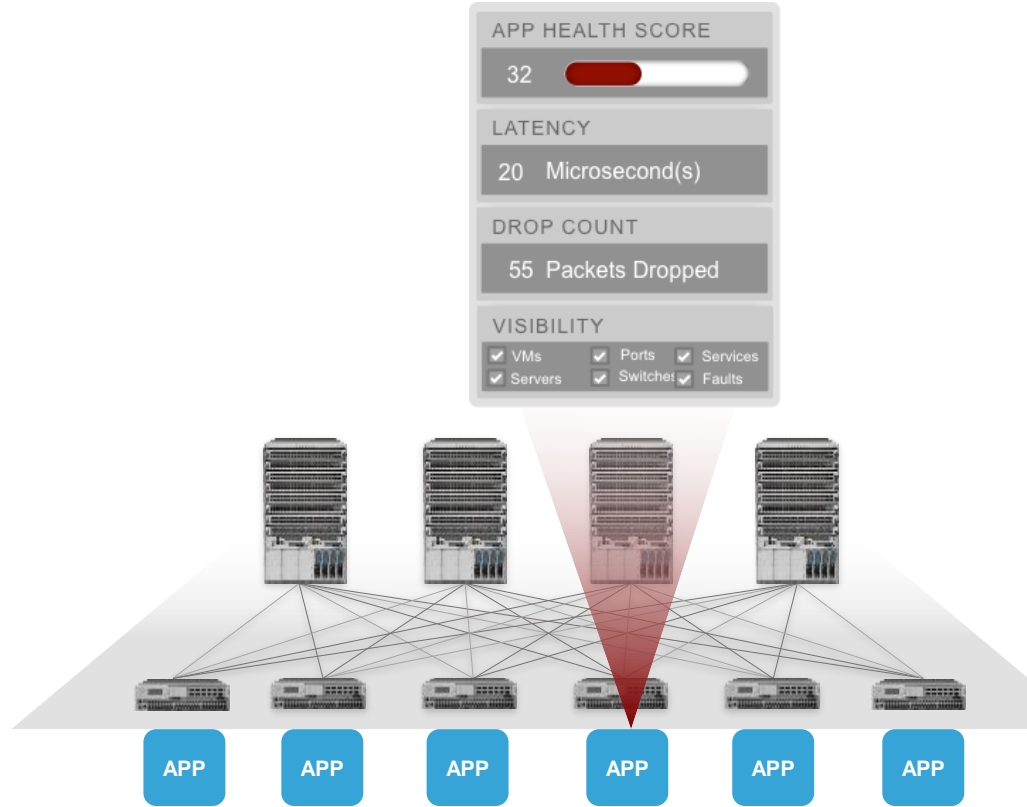 APP HEALTH SCORE
32
LATENCY
20 Microsecond(s)
DROP COUNT
55 Packets Dropped
VISIBILITY
VMs Ports Services
Servers Switches Faults
APP APP APP APP APP APP